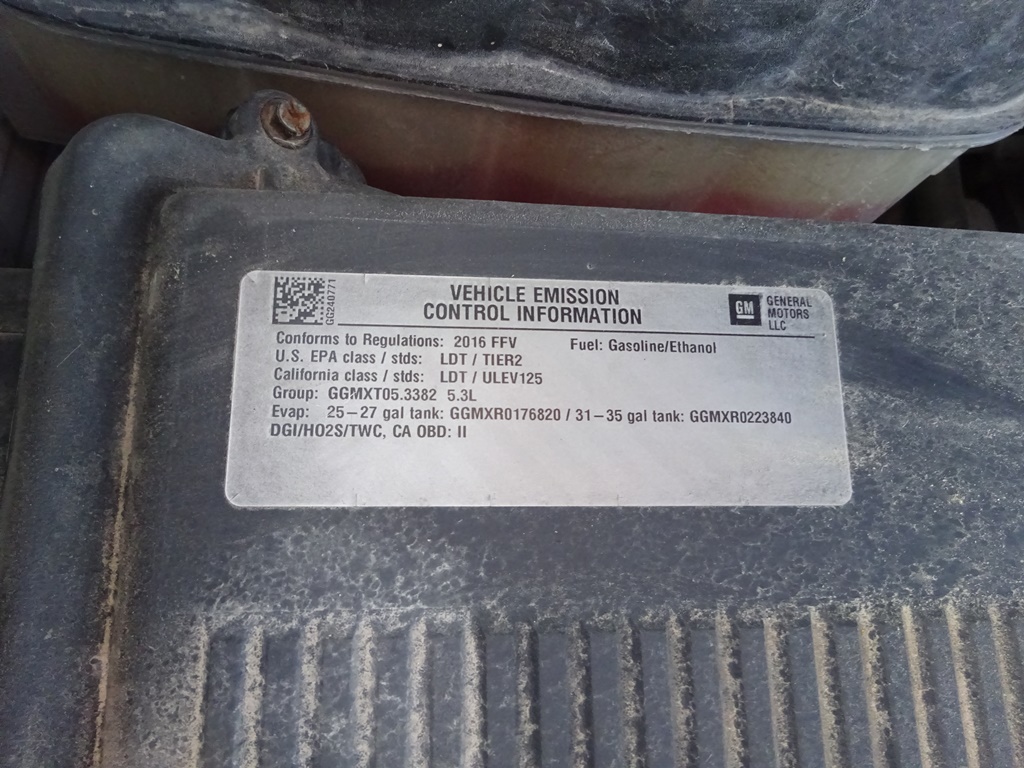 GG240771
VEHICLE EMISSION
CONTROL INFORMATION
GM
GENERAL
MOTORS
LLC
Conforms to Regulations: 2016 FFV Fuel: Gasoline/Ethanol
U.S. EPA class / stds: LDT / TIER2
California class / stds: LDT / ULEV125
Group: GGMXT05.3382 5.3L
Evap: 25-27 gal tank: GGMXR0176820 / 31-35 gal tank: GGMXR0223840
DGI/HO2S/TWC, CA OBD: II